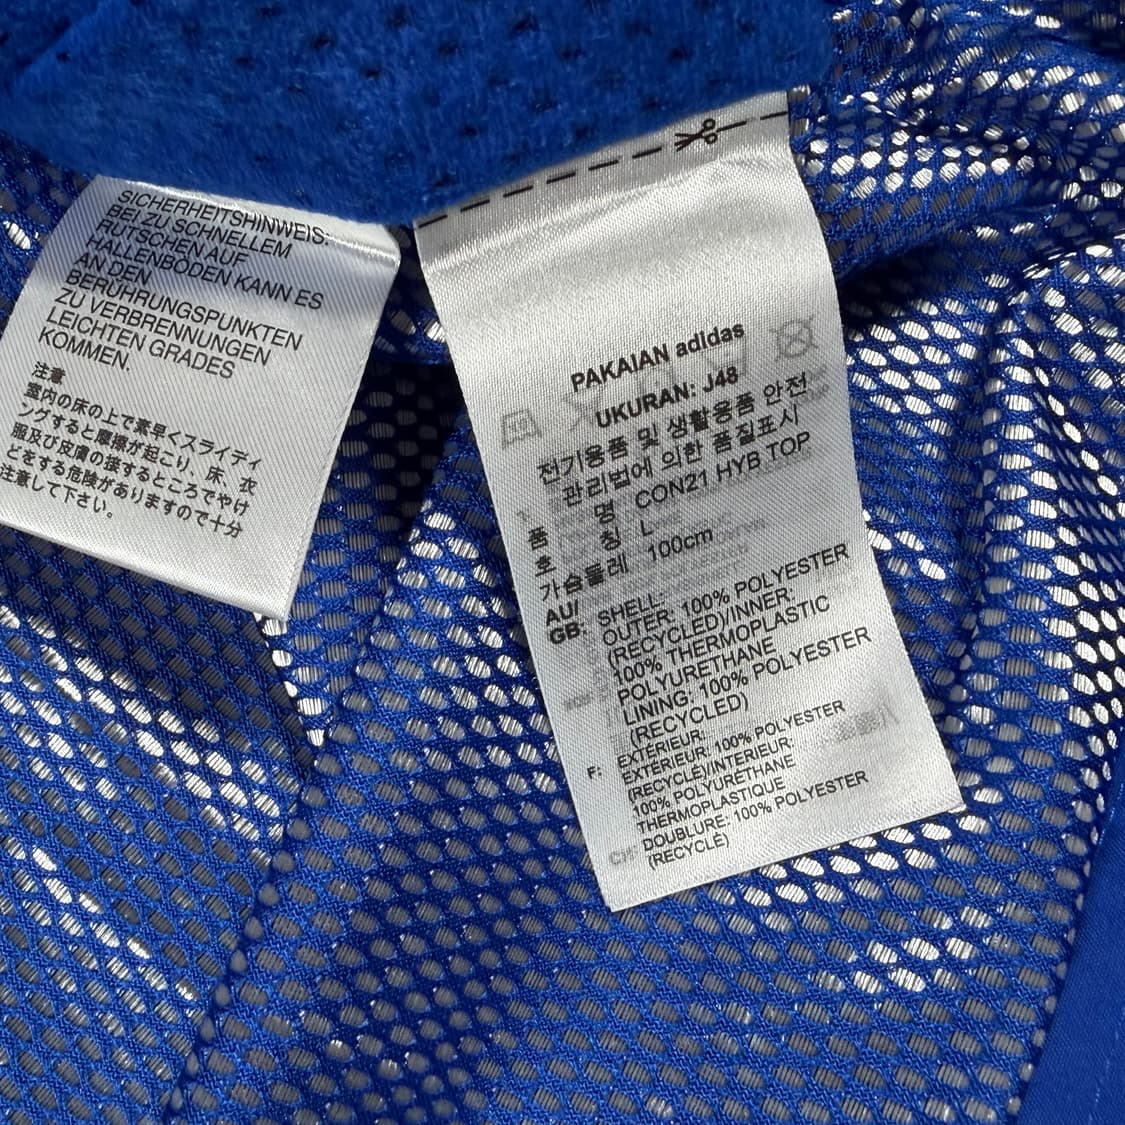 SICHERHEITSHINWEIS:
BEI ZU SCHNELLEM
RUTSCHEN AUF
HALLENBÖDEN KANN ES
AN DEN
BERÜHRUNGSPUNKTEN
ZU VERBRENNUNGEN
LEICHTEN GRADES
KOMMEN.
注意
室内の床の上で素早くスライディ
ングすると摩擦が起こり、床、衣
服及び皮膚の接するところでやけ
どをする危険がありますので十分
注意して下さい。
PAKAIAN adidas
UKURAN: J48
전기용품 및 생활용품 안전
관리법에 의한 품질표시
품 명 CON21 HYB TOP
호 칭 L
가슴둘레 100cm
AU/
GB: SHELL:
OUTER: 100% POLYESTER
(RECYCLED)/INNER:
100% THERMOPLASTIC
POLYURETHANE
LINING: 100% POLYESTER
(RECYCLED)
F: EXTÉRIEUR:
EXTÉRIEUR: 100% POLYESTER
(RECYCLÉ)/INTÉRIEUR:
100% POLYURÉTHANE
THERMOPLASTIQUE
DOUBLURE: 100% POLYESTER
(RECYCLÉ)